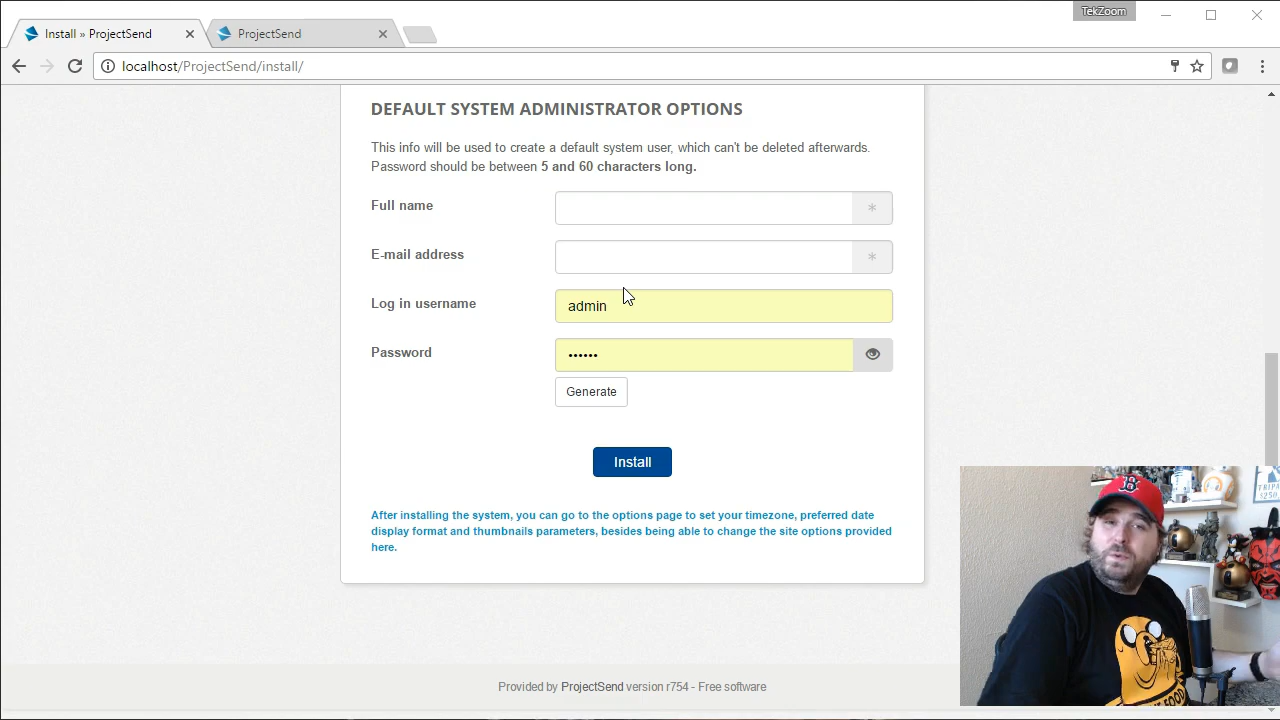 TekZoom
Install » ProjectSend
ProjectSend
localhost/ProjectSend/install/
DEFAULT SYSTEM ADMINISTRATOR OPTIONS
This info will be used to create a default system user, which can't be deleted afterwards.
Password should be between 5 and 60 characters long.
Full name
*
E-mail address
*
Log in username
admin
Password
••••••
Generate
Install
After installing the system, you can go to the options page to set your timezone, preferred date
display format and thumbnails parameters, besides being able to change the site options provided
here.
Provided by ProjectSend version r754 - Free software
B